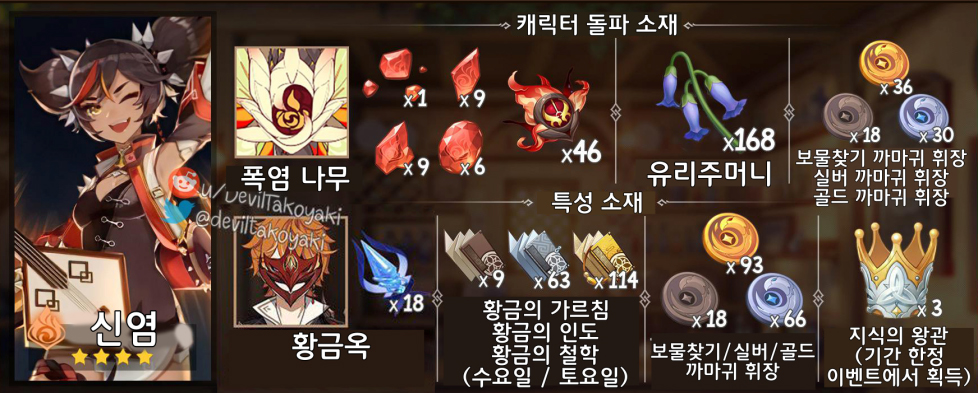 캐릭터 돌파 소재
x1
x9
x9
x6
x46
x168
x36
x18
x30
폭염 나무
유리주머니
보물찾기 까마귀 휘장
실버 까마귀 휘장
골드 까마귀 휘장
u/Deviltakoyaki
@deviltakoyaki
특성 소재
x18
x9
x63
x114
x93
x18
x66
x3
신염
황금옥
황금의 가르침
황금의 인도
황금의 철학
(수요일 / 토요일)
보물찾기/실버/골드
까마귀 휘장
지식의 왕관
(기간 한정
이벤트에서 획득)